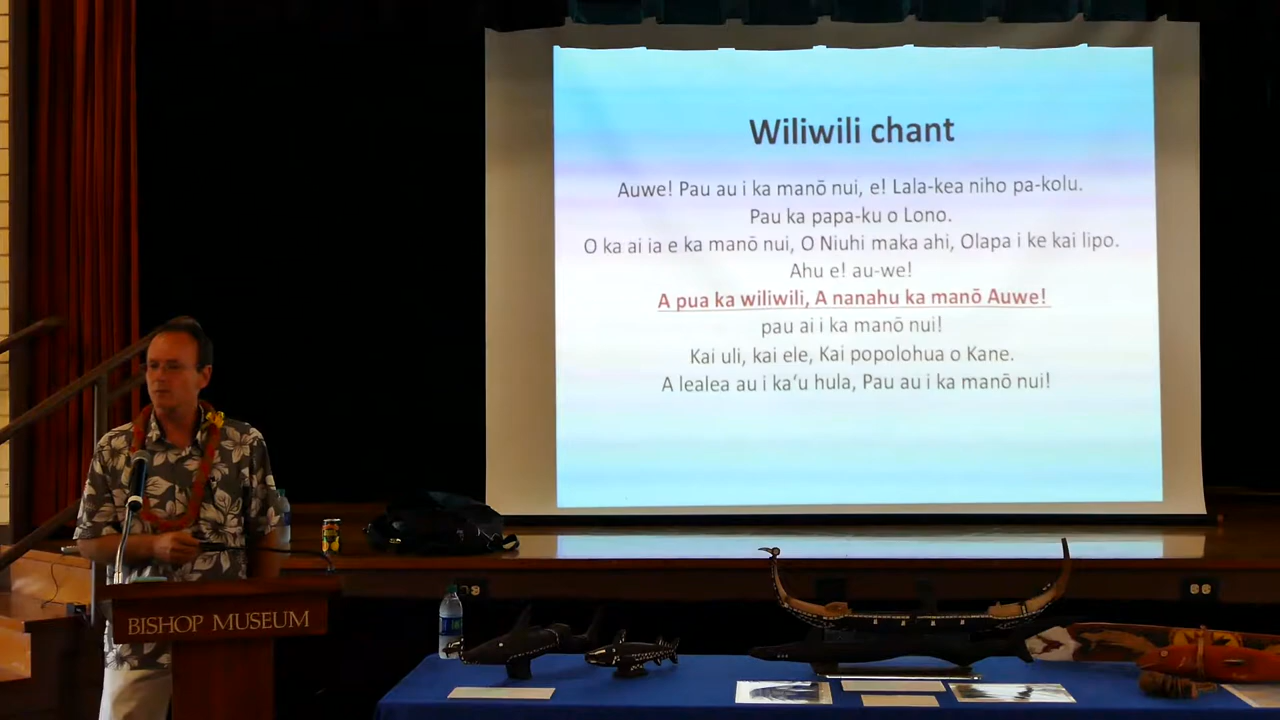 Wiliwili chant
Auwe! Pau au i ka manō nui, e! Lala-kea niho pa-kolu.
Pau ka papa-ku o Lono.
O ka ai ia e ka manō nui, O Niuhi maka ahi, Olapa i ke kai lipo.
Ahu e! au-we!
A pua ka wiliwili, A nanahu ka manō Auwe!
pau ai i ka manō nui!
Kai uli, kai ele, Kai popolohua o Kane.
A lealea au i kaʻu hula, Pau au i ka manō nui!
BISHOP MUSEUM